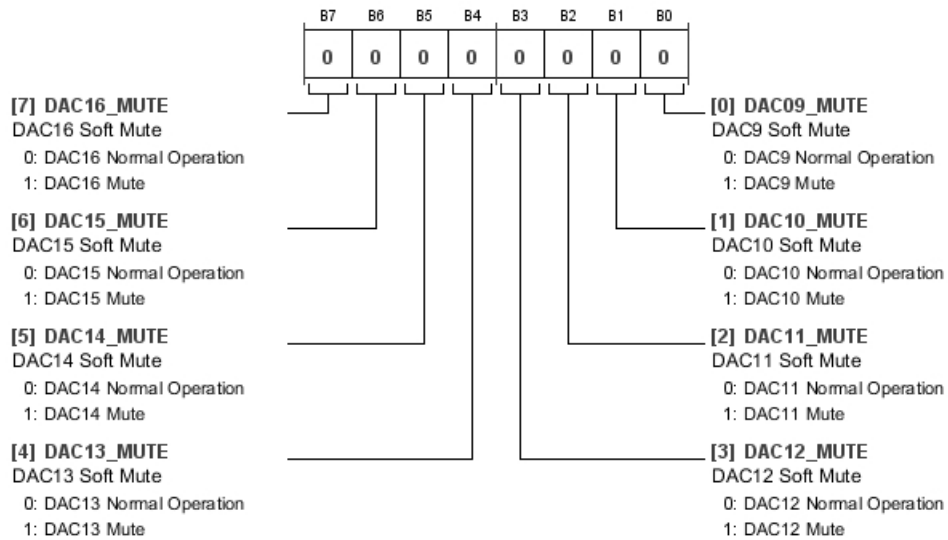 B7 B6 B5 B4 B3 B2 B1 B0
0 0 0 0 0 0 0 0
[7] DAC16_MUTE
DAC16 Soft Mute
0: DAC16 Normal Operation
1: DAC16 Mute
[6] DAC15_MUTE
DAC15 Soft Mute
0: DAC15 Normal Operation
1: DAC15 Mute
[5] DAC14_MUTE
DAC14 Soft Mute
0: DAC14 Normal Operation
1: DAC14 Mute
[4] DAC13_MUTE
DAC13 Soft Mute
0: DAC13 Normal Operation
1: DAC13 Mute
[0] DAC09_MUTE
DAC9 Soft Mute
0: DAC9 Normal Operation
1: DAC9 Mute
[1] DAC10_MUTE
DAC10 Soft Mute
0: DAC10 Normal Operation
1: DAC10 Mute
[2] DAC11_MUTE
DAC11 Soft Mute
0: DAC11 Normal Operation
1: DAC11 Mute
[3] DAC12_MUTE
DAC12 Soft Mute
0: DAC12 Normal Operation
1: DAC12 Mute